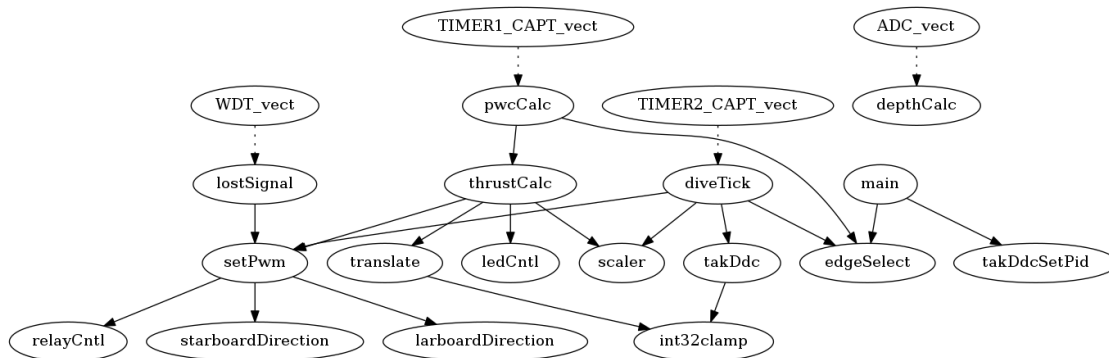 TIMER1_CAPT_vect
ADC_vect
WDT_vect
pwcCalc
TIMER2_CAPT_vect
depthCalc
lostSignal
thrustCalc
diveTick
main
setPwm
translate
ledCntl
scaler
takDdc
edgeSelect
takDdcSetPid
relayCntl
starboardDirection
larboardDirection
int32clamp